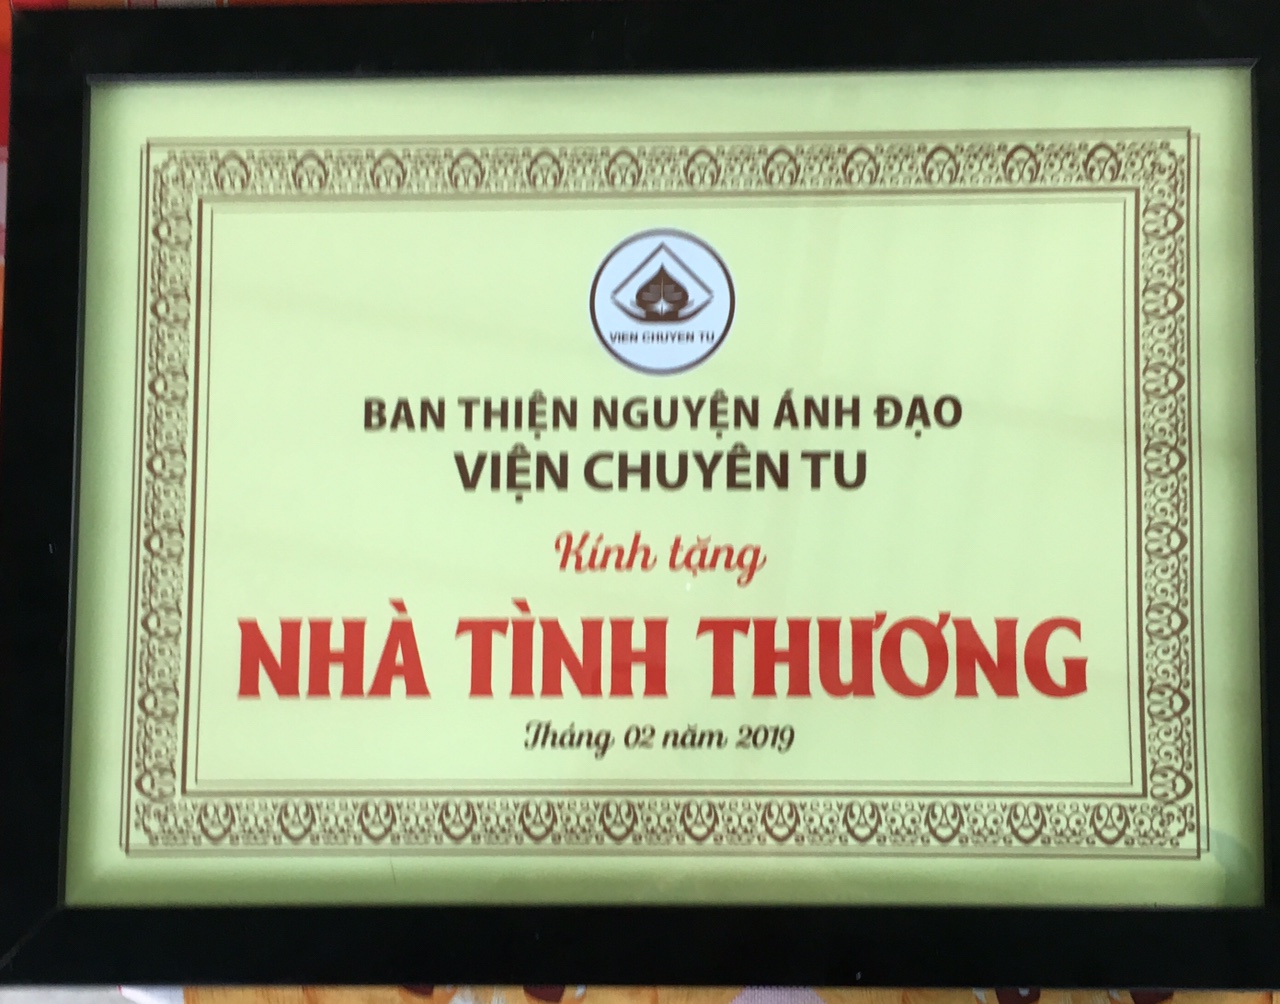 VIEN CHUYEN TU
BAN THIỆN NGUYỆN ÁNH ĐẠO
VIỆN CHUYÊN TU
Kính tặng
NHÀ TÌNH THƯƠNG
Tháng 02 năm 2019